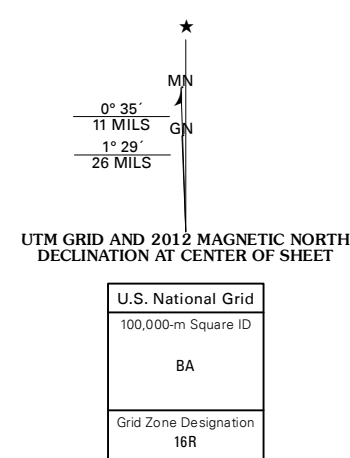 ★
MN
0° 35´
11 MILS
GN
1° 29´
26 MILS
UTM GRID AND 2012 MAGNETIC NORTH
DECLINATION AT CENTER OF SHEET
U.S. National Grid
100,000-m Square ID
BA
Grid Zone Designation
16R